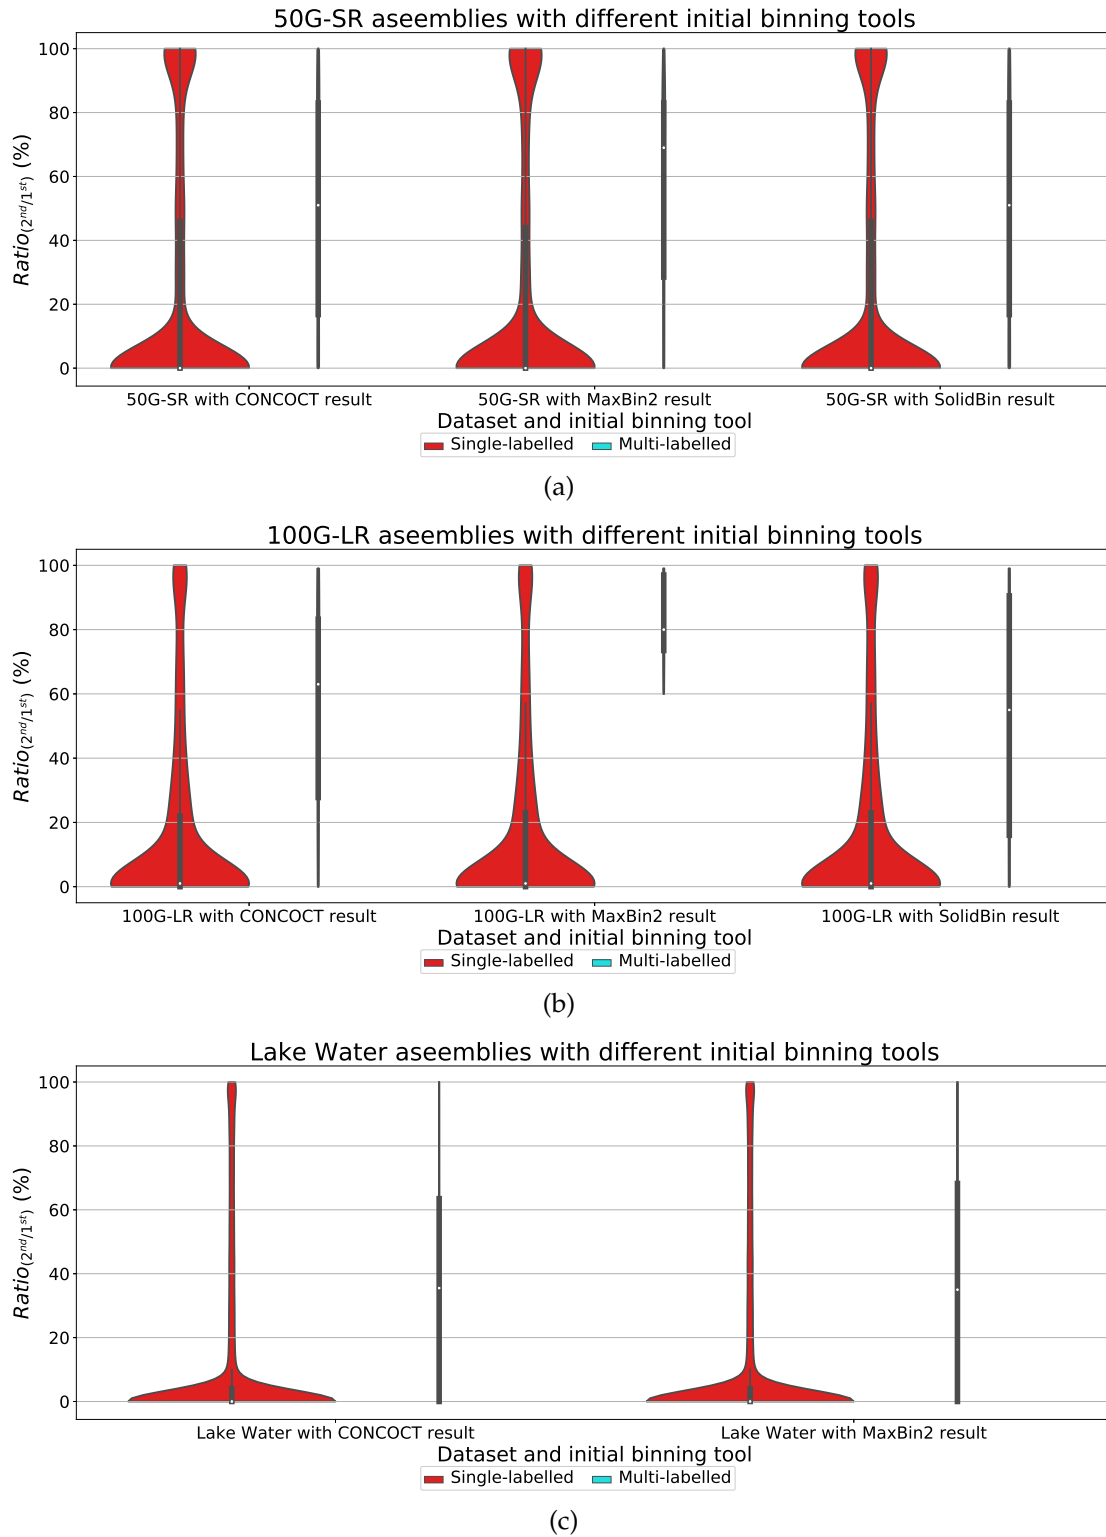 50G-SR aseemblies with different initial binning tools
100
80
60
40
20
0
Ratio(2nd/1st) (%)
50G-SR with CONCOCT result 50G-SR with MaxBin2 result 50G-SR with SolidBin result
Dataset and initial binning tool
Single-labelled Multi-labelled
(a)
100G-LR aseemblies with different initial binning tools
100
80
60
40
20
0
Ratio(2nd/1st) (%)
100G-LR with CONCOCT result 100G-LR with MaxBin2 result 100G-LR with SolidBin result
Dataset and initial binning tool
Single-labelled Multi-labelled
(b)
Lake Water aseemblies with different initial binning tools
100
80
60
40
20
0
Ratio(2nd/1st) (%)
Lake Water with CONCOCT result Lake Water with MaxBin2 result
Dataset and initial binning tool
Single-labelled Multi-labelled
(c)